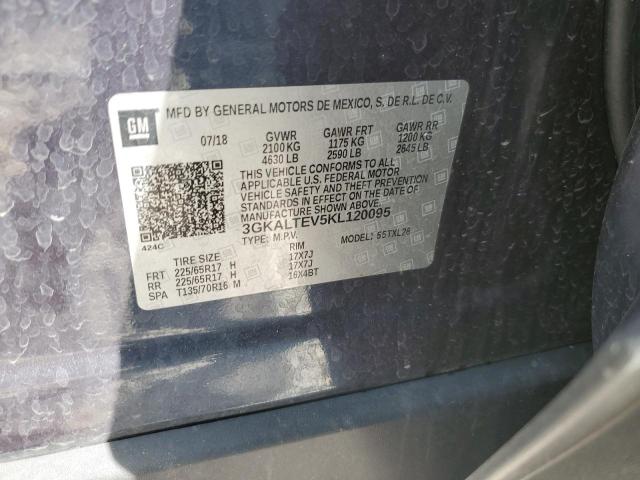 MFD BY GENERAL MOTORS DE MEXICO, S. DE R.L. DE C.V.
GM
07/18 GVWR GAWR FRT GAWR RR
2100 KG 1175 KG 1200 KG
4630 LB 2590 LB 2645 LB
THIS VEHICLE CONFORMS TO ALL
APPLICABLE U.S. FEDERAL MOTOR
VEHICLE SAFETY AND THEFT PREVENTION
STANDARDS IN EFFECT ON THE DATE OF
MANUFACTURE SHOWN ABOVE.
3GKALTEV5KL120095
424C TYPE: M.P.V. MODEL: 55TXL26
TIRE SIZE RIM
FRT 225/65R17 H 17X7J
RR 225/65R17 H 17X7J
SPA T135/70R16 M 16X4BT